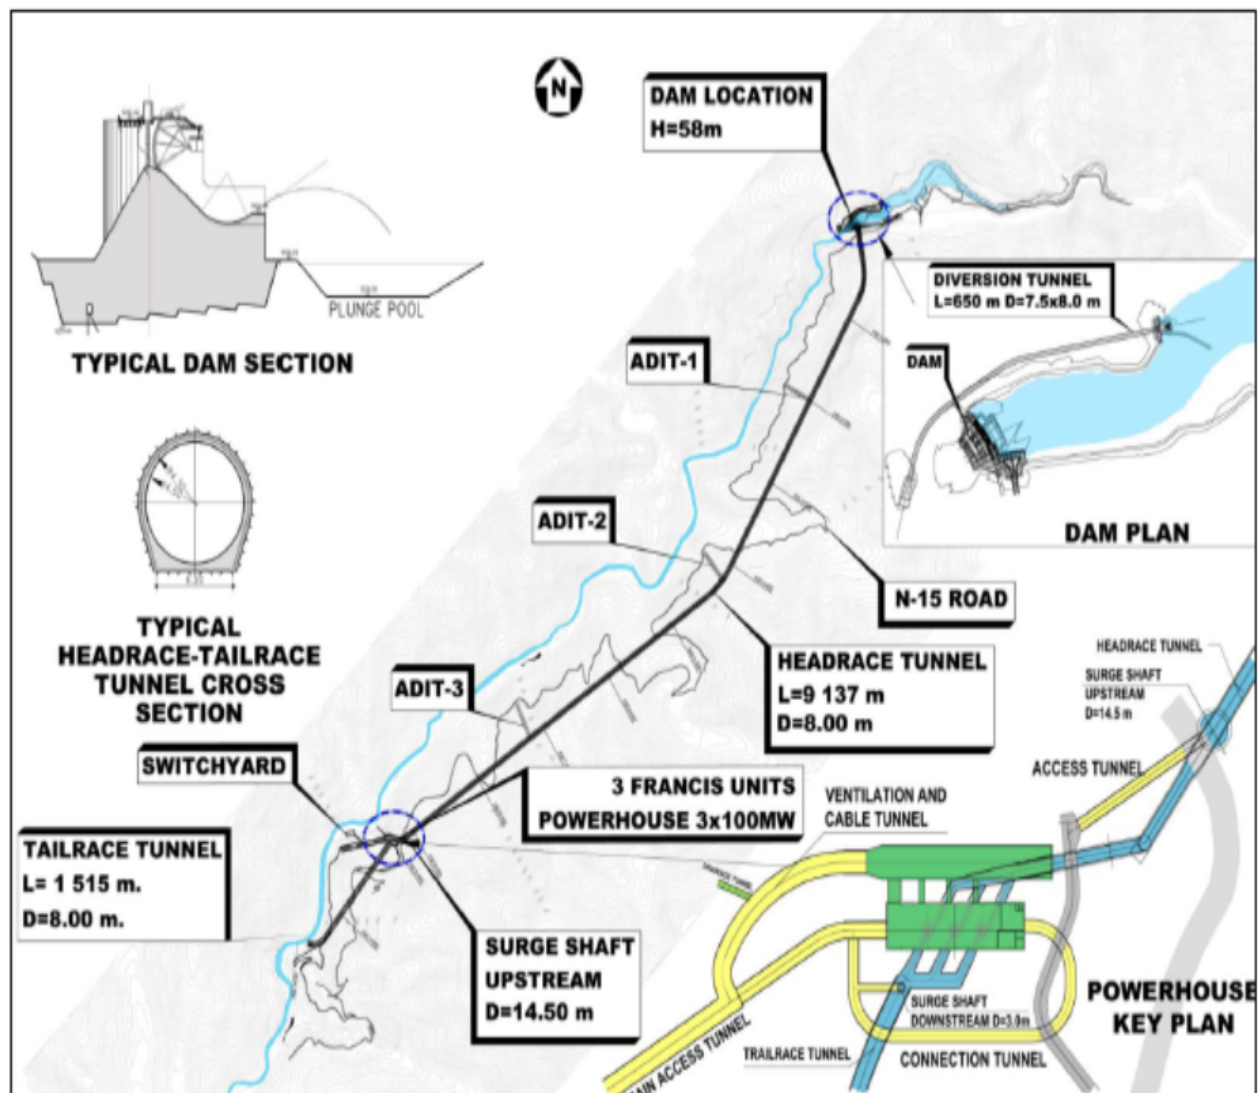 N
DAM LOCATION
H=58m
PLUNGE POOL
TYPICAL DAM SECTION
DIVERSION TUNNEL
L=650 m D=7.5x8.0 m
DAM
DAM PLAN
ADIT-1
ADIT-2
N-15 ROAD
TYPICAL
HEADRACE-TAILRACE
TUNNEL CROSS
SECTION
HEADRACE TUNNEL
L=9 137 m
D=8.00 m
ADIT-3
SWITCHYARD
3 FRANCIS UNITS
POWERHOUSE 3x100MW
TAILRACE TUNNEL
L= 1 515 m.
D=8.00 m.
SURGE SHAFT
UPSTREAM
D=14.50 m
HEADRACE TUNNEL
SURGE SHAFT
UPSTREAM
D=14.5 m
ACCESS TUNNEL
VENTILATION AND
CABLE TUNNEL
SURGE SHAFT
DOWNSTREAM D=3.0m
POWERHOUSE
KEY PLAN
TRAILRACE TUNNEL
CONNECTION TUNNEL
AIN ACCESS TUNNEL